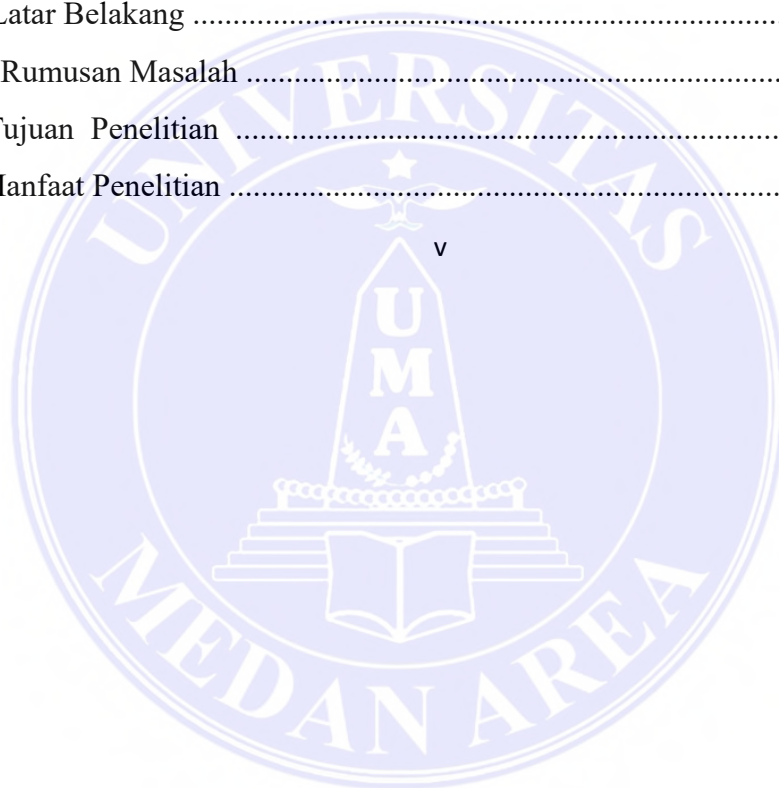 Latar Belakang ........................................................................
Rumusan Masalah ..................................................................
Tujuan Penelitian ....................................................................
Manfaat Penelitian ....................................................................
v
UNIVERSITAS
U
M
A
MEDAN AREA